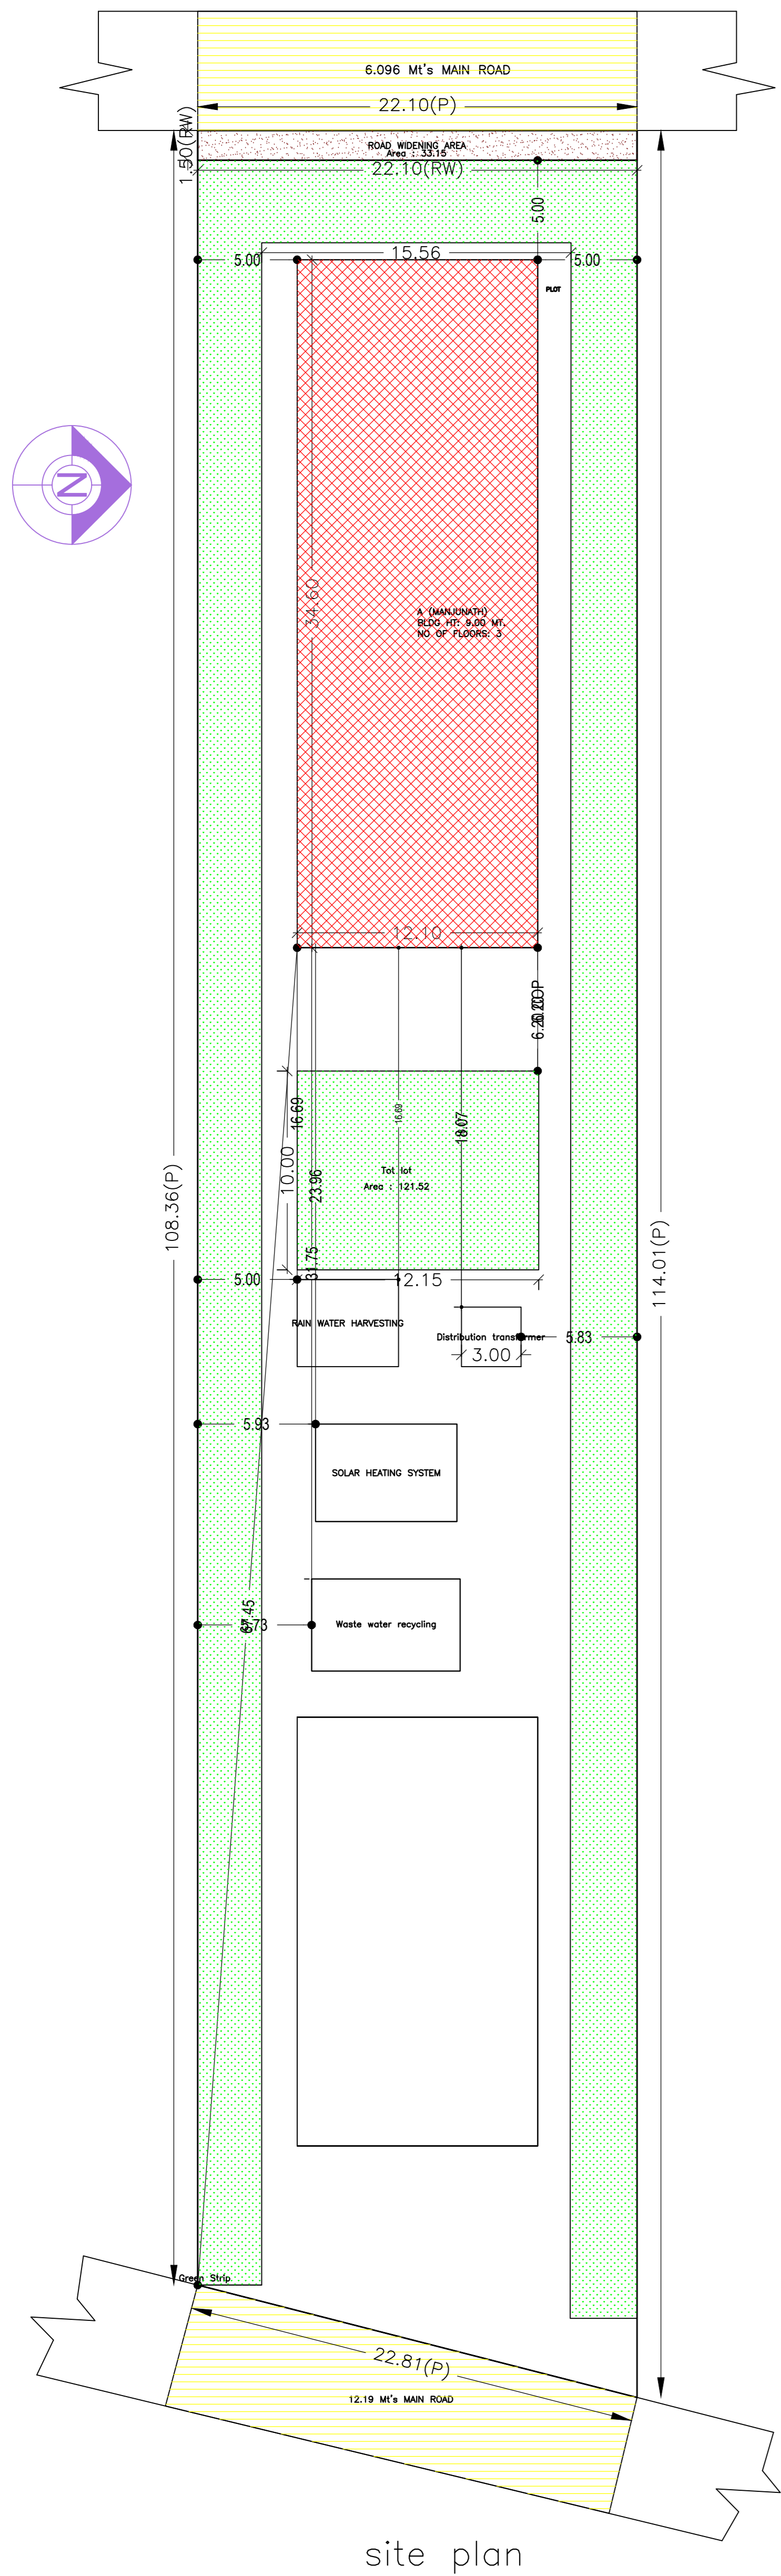 6.096 Mt's MAIN ROAD
22.10(P)
1.50(RW)
ROAD WIDENING AREA
Area : 33.15
22.10(RW)
5.00
5.00
15.56
5.00
PLOT
N
34.60
A (MANJUNATH)
BLDG HT: 9.00 MT.
NO OF FLOORS: 3
12.10
16.69
16.69
10.00
23.96
Tot lot
Area : 121.52
108.36(P)
114.01(P)
31.75
5.00
12.15
RAIN WATER HARVESTING
Distribution transformer
5.83
3.00
5.93
SOLAR HEATING SYSTEM
67.45
Waste water recycling
Green Strip
22.81(P)
12.19 Mt's MAIN ROAD
site plan